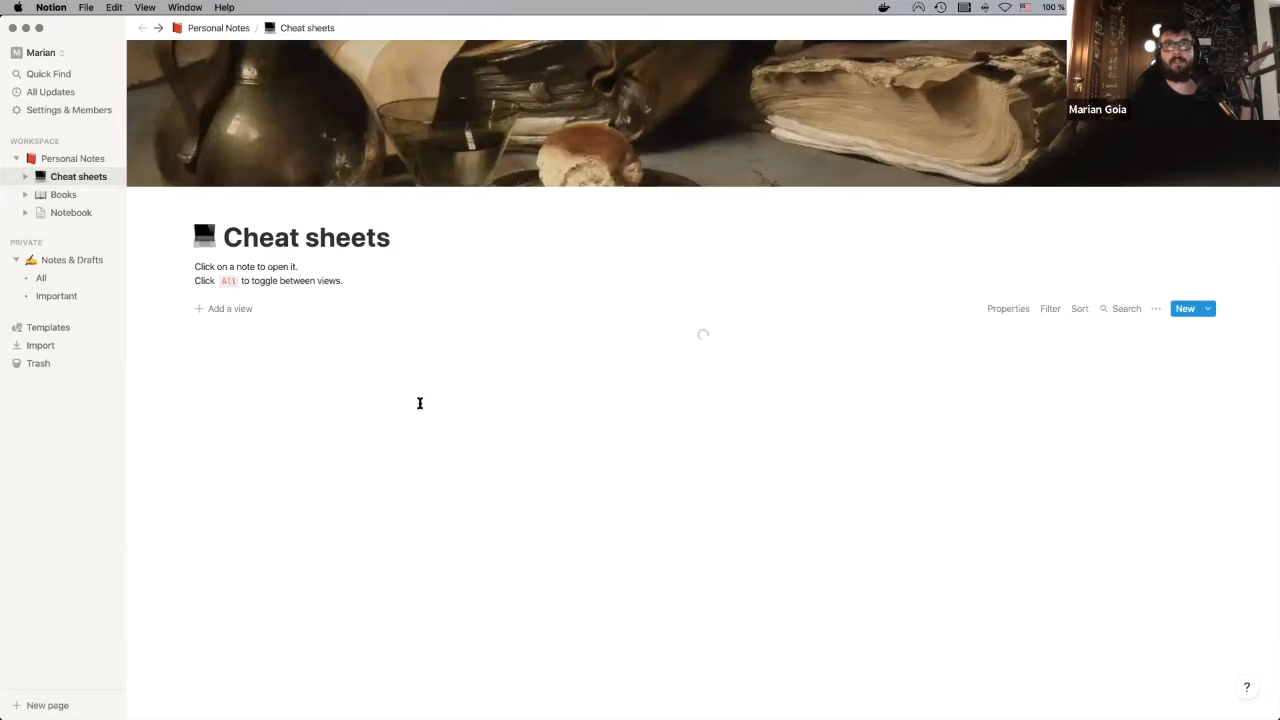 Notion File Edit View Window Help 100 %
Personal Notes / Cheat sheets
M Marian
Quick Find
All Updates
Settings & Members
WORKSPACE
Personal Notes
Cheat sheets
Books
Notebook
PRIVATE
Notes & Drafts
All
Important
Templates
Import
Trash
New page
Marian Goia
Cheat sheets
Click on a note to open it.
Click All to toggle between views.
Add a view Properties Filter Sort Search New
?